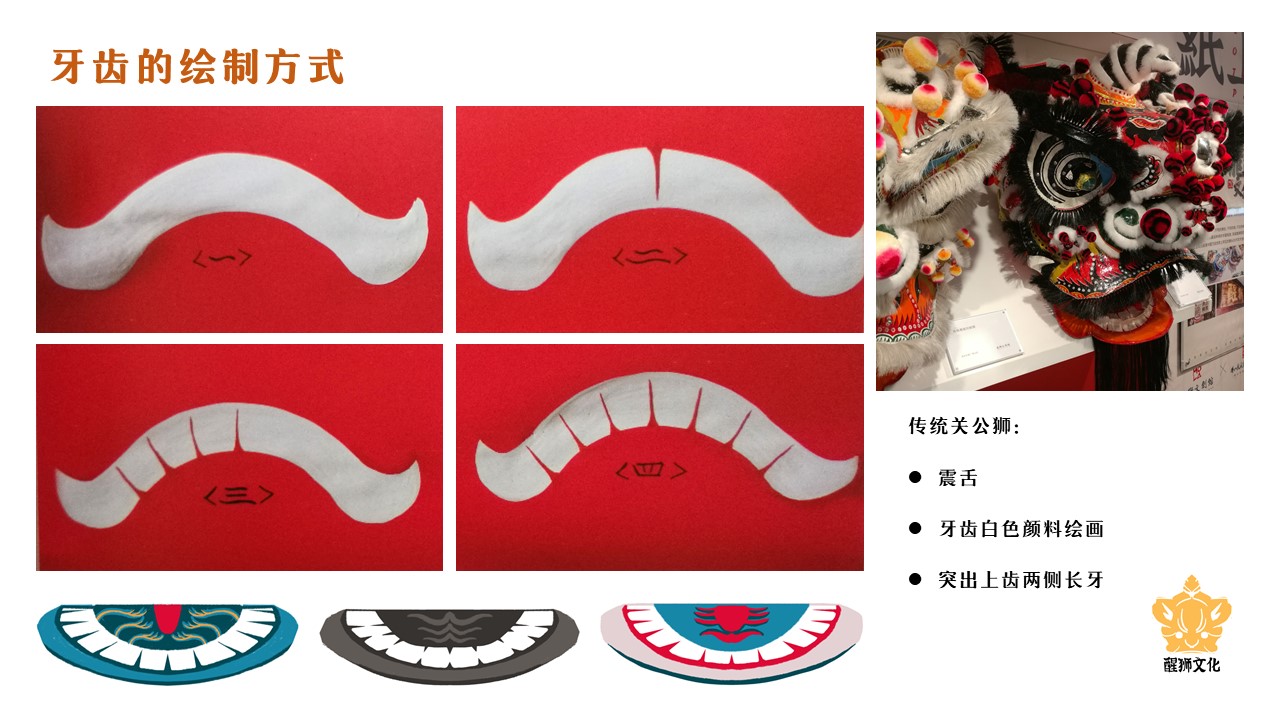 牙齿的绘制方式
<一>
<二>
<三>
<四>
紙
传统关公狮:
● 震舌
● 牙齿白色颜料绘画
● 突出上齿两侧长牙
醒狮文化